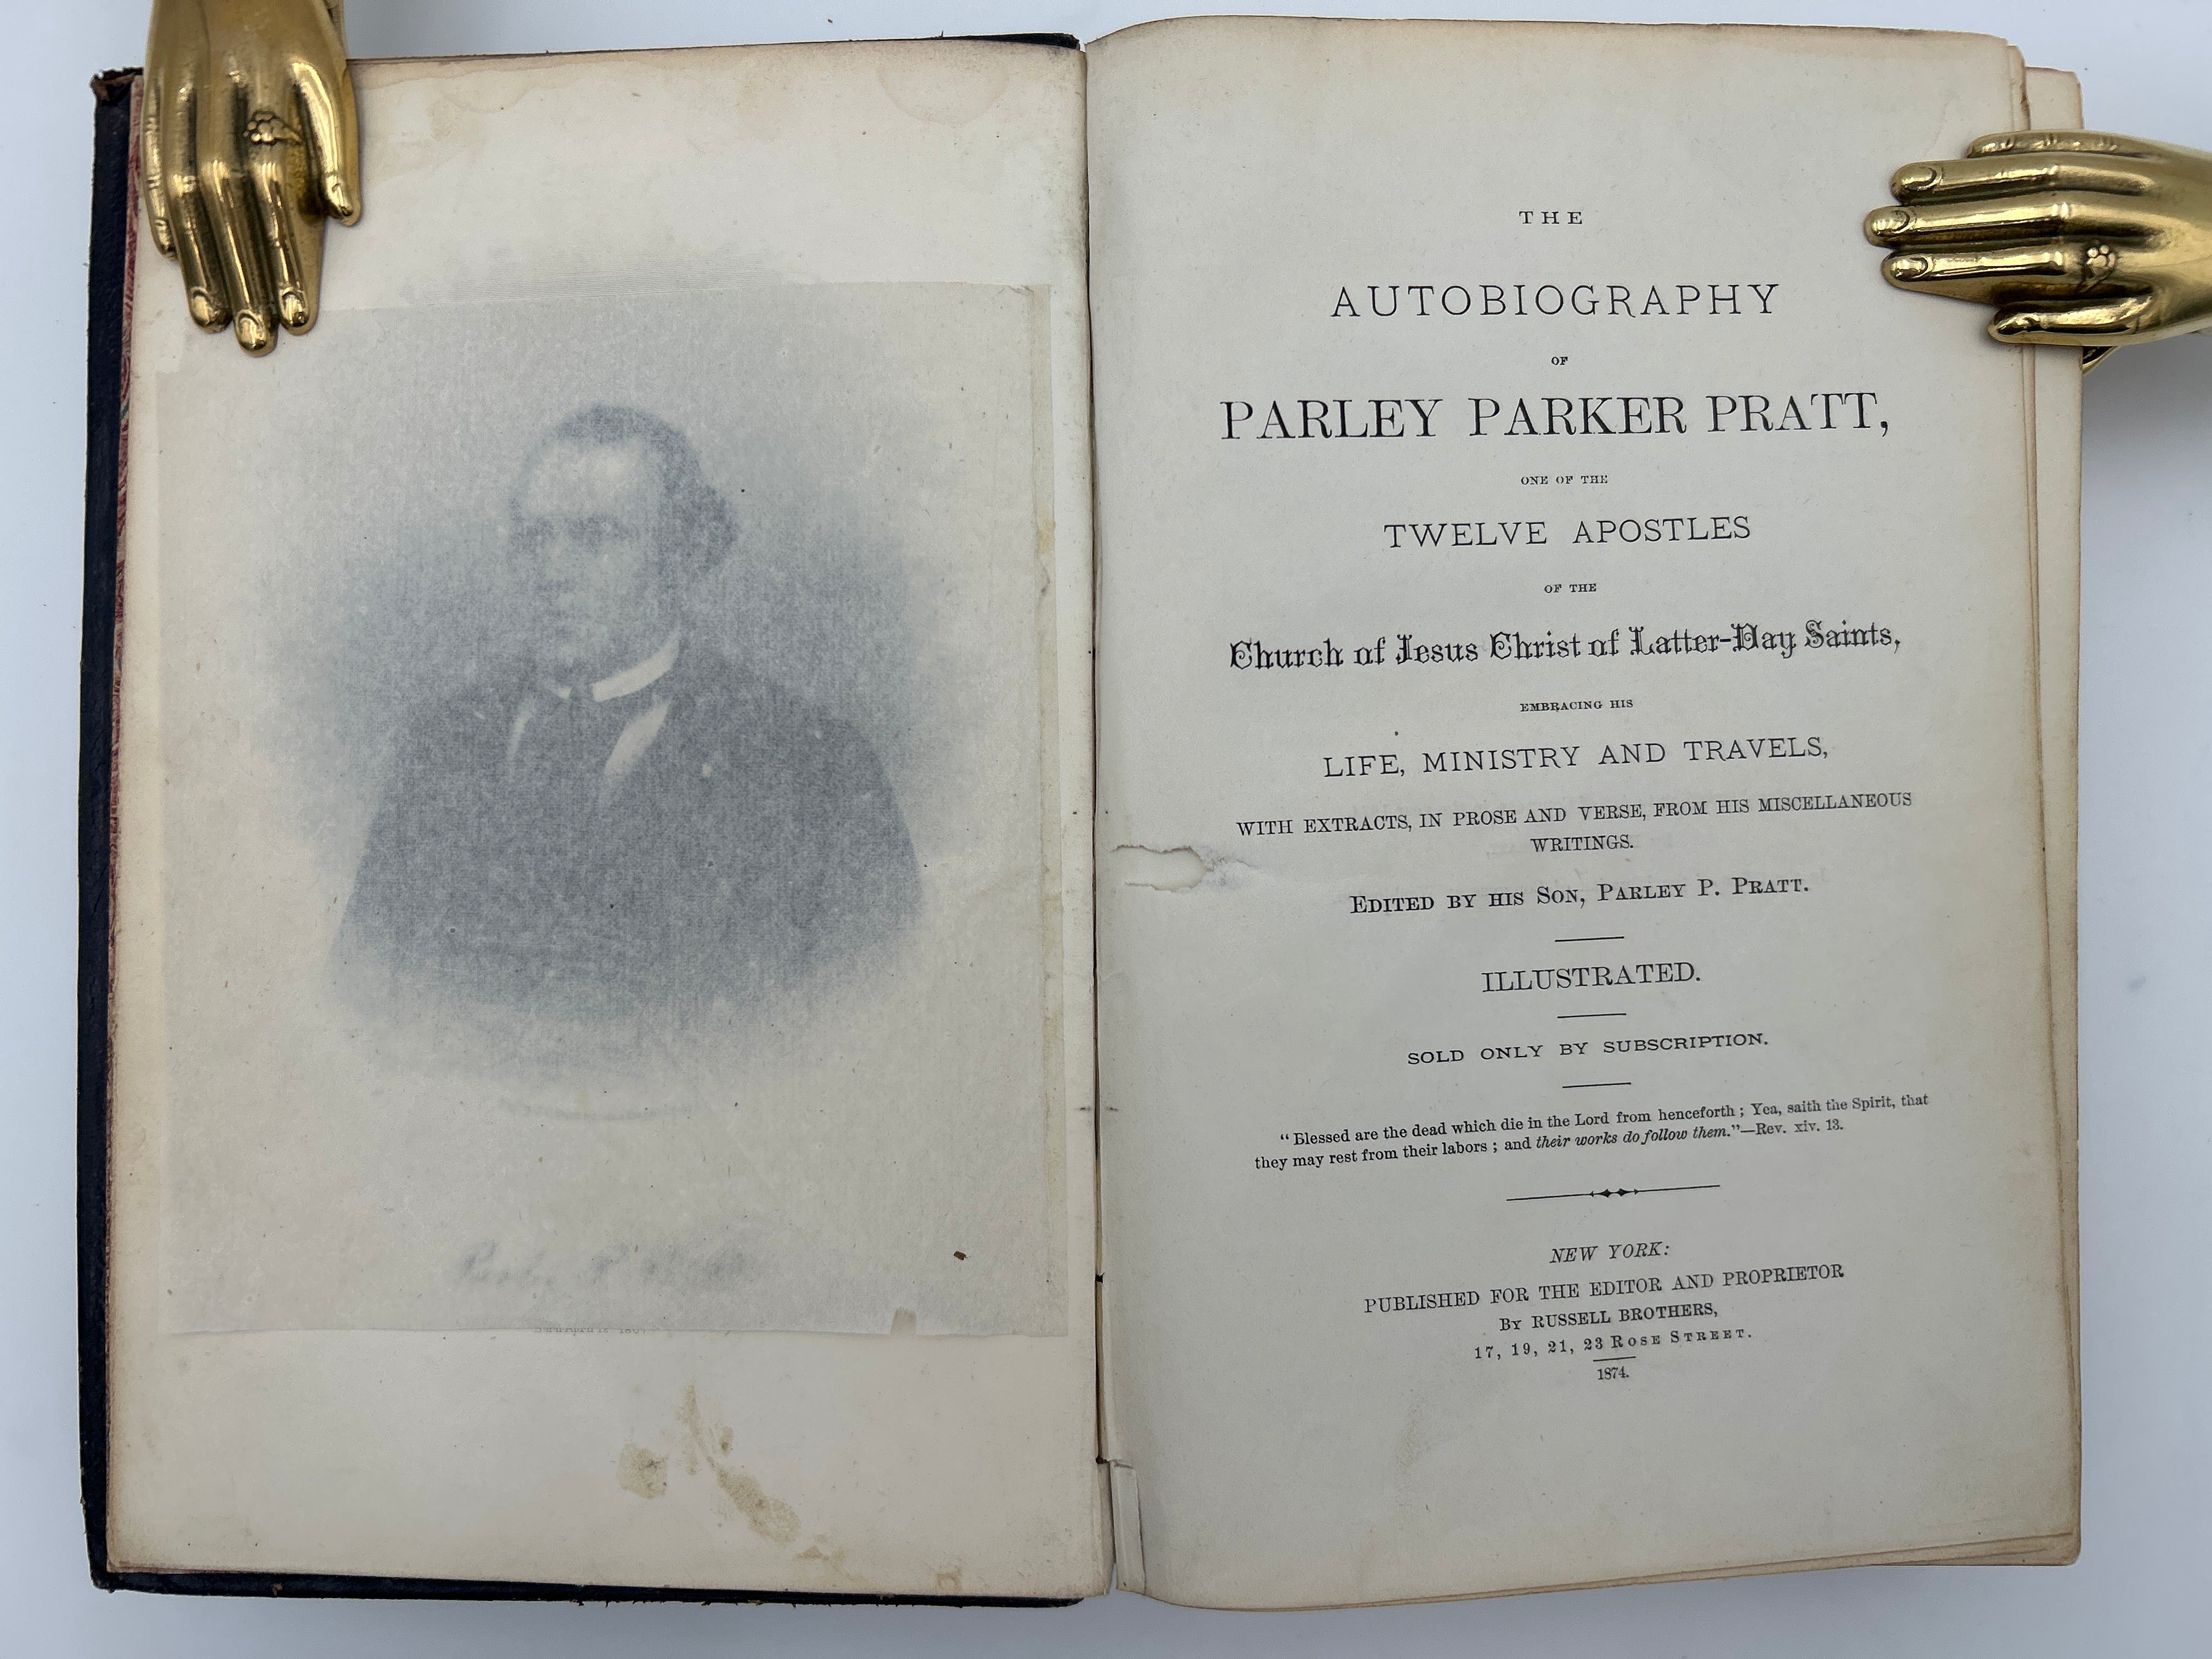 THE
AUTOBIOGRAPHY
OF
PARLEY PARKER PRATT,
ONE OF THE
TWELVE APOSTLES
OF THE
Church of Jesus Christ of Latter-Day Saints,
EMBRACING HIS
LIFE, MINISTRY AND TRAVELS,
WITH EXTRACTS, IN PROSE AND VERSE, FROM HIS MISCELLANEOUS
WRITINGS.
EDITED BY HIS SON, PARLEY P. PRATT.
ILLUSTRATED.
SOLD ONLY BY SUBSCRIPTION.
"Blessed are the dead which die in the Lord from henceforth; Yea, saith the Spirit, that
they may rest from their labors; and their works do follow them."—Rev. xiv. 13.
NEW YORK:
PUBLISHED FOR THE EDITOR AND PROPRIETOR
BY RUSSELL BROTHERS,
17, 19, 21, 23 ROSE STREET.
1874.